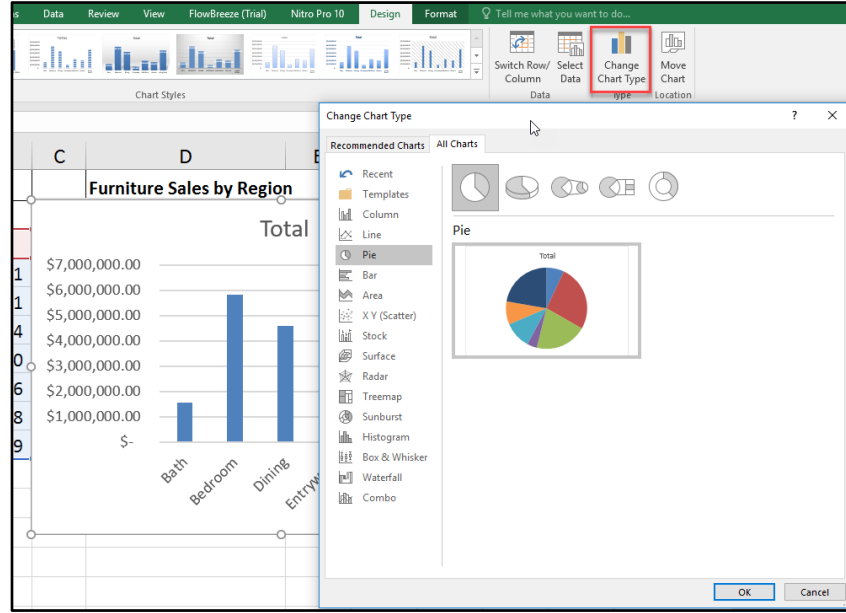 ns Data Review View FlowBreeze (Trial) Nitro Pro 10 Design Format Tell me what you want to do...
Switch Row/ Select Change Move
Column Data Chart Type Chart
Chart Styles Data Type Location
Change Chart Type ? X
Recommended Charts All Charts
C D E
Furniture Sales by Region
Total
$7,000,000.00
$6,000,000.00
$5,000,000.00
$4,000,000.00
$3,000,000.00
$2,000,000.00
$1,000,000.00
$-
Bath
Bedroom
Dining
Entryw
1
1
4
0
6
8
9
Recent
Templates
Column
Line
Pie
Bar
Area
X Y (Scatter)
Stock
Surface
Radar
Treemap
Sunburst
Histogram
Box & Whisker
Waterfall
Combo
Pie
Total
OK Cancel